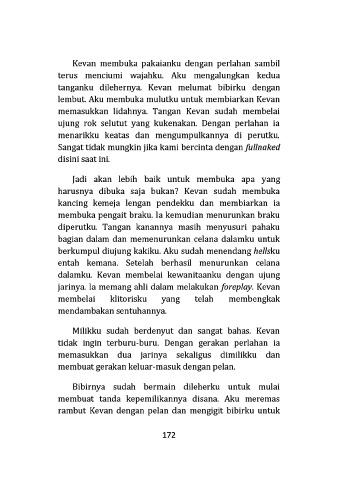 Kevan membuka pakaianku dengan perlahan sambil
terus menciumi wajahku. Aku mengalungkan kedua
tanganku dilehernya. Kevan melumat bibirku dengan
lembut. Aku membuka mulutku untuk membiarkan Kevan
memasukkan lidahnya. Tangan Kevan sudah membelai
ujung rok selutut yang kukenakan. Dengan perlahan ia
menarikku keatas dan mengumpulkannya di perutku.
Sangat tidak mungkin jika kami bercinta dengan fullnaked
disini saat ini.
Jadi akan lebih baik untuk membuka apa yang
harusnya dibuka saja bukan? Kevan sudah membuka
kancing kemeja lengan pendekku dan membiarkan ia
membuka pengait braku. Ia kemudian menurunkan braku
diperutku. Tangan kanannya masih menyusuri pahaku
bagian dalam dan memenurunkan celana dalamku untuk
berkumpul diujung kakiku. Aku sudah menendang hellsku
entah kemana. Setelah berhasil menurunkan celana
dalamku. Kevan membelai kewanitaanku dengan ujung
jarinya. Ia memang ahli dalam melakukan foreplay. Kevan
membelai klitorisku yang telah membengkak
mendambakan sentuhannya.
Milikku sudah berdenyut dan sangat bahas. Kevan
tidak ingin terburu-buru. Dengan gerakan perlahan ia
memasukkan dua jarinya sekaligus dimilikku dan
membuat gerakan keluar-masuk dengan pelan.
Bibirnya sudah bermain dileherku untuk mulai
membuat tanda kepemilikannya disana. Aku meremas
rambut Kevan dengan pelan dan mengigit bibirku untuk
172